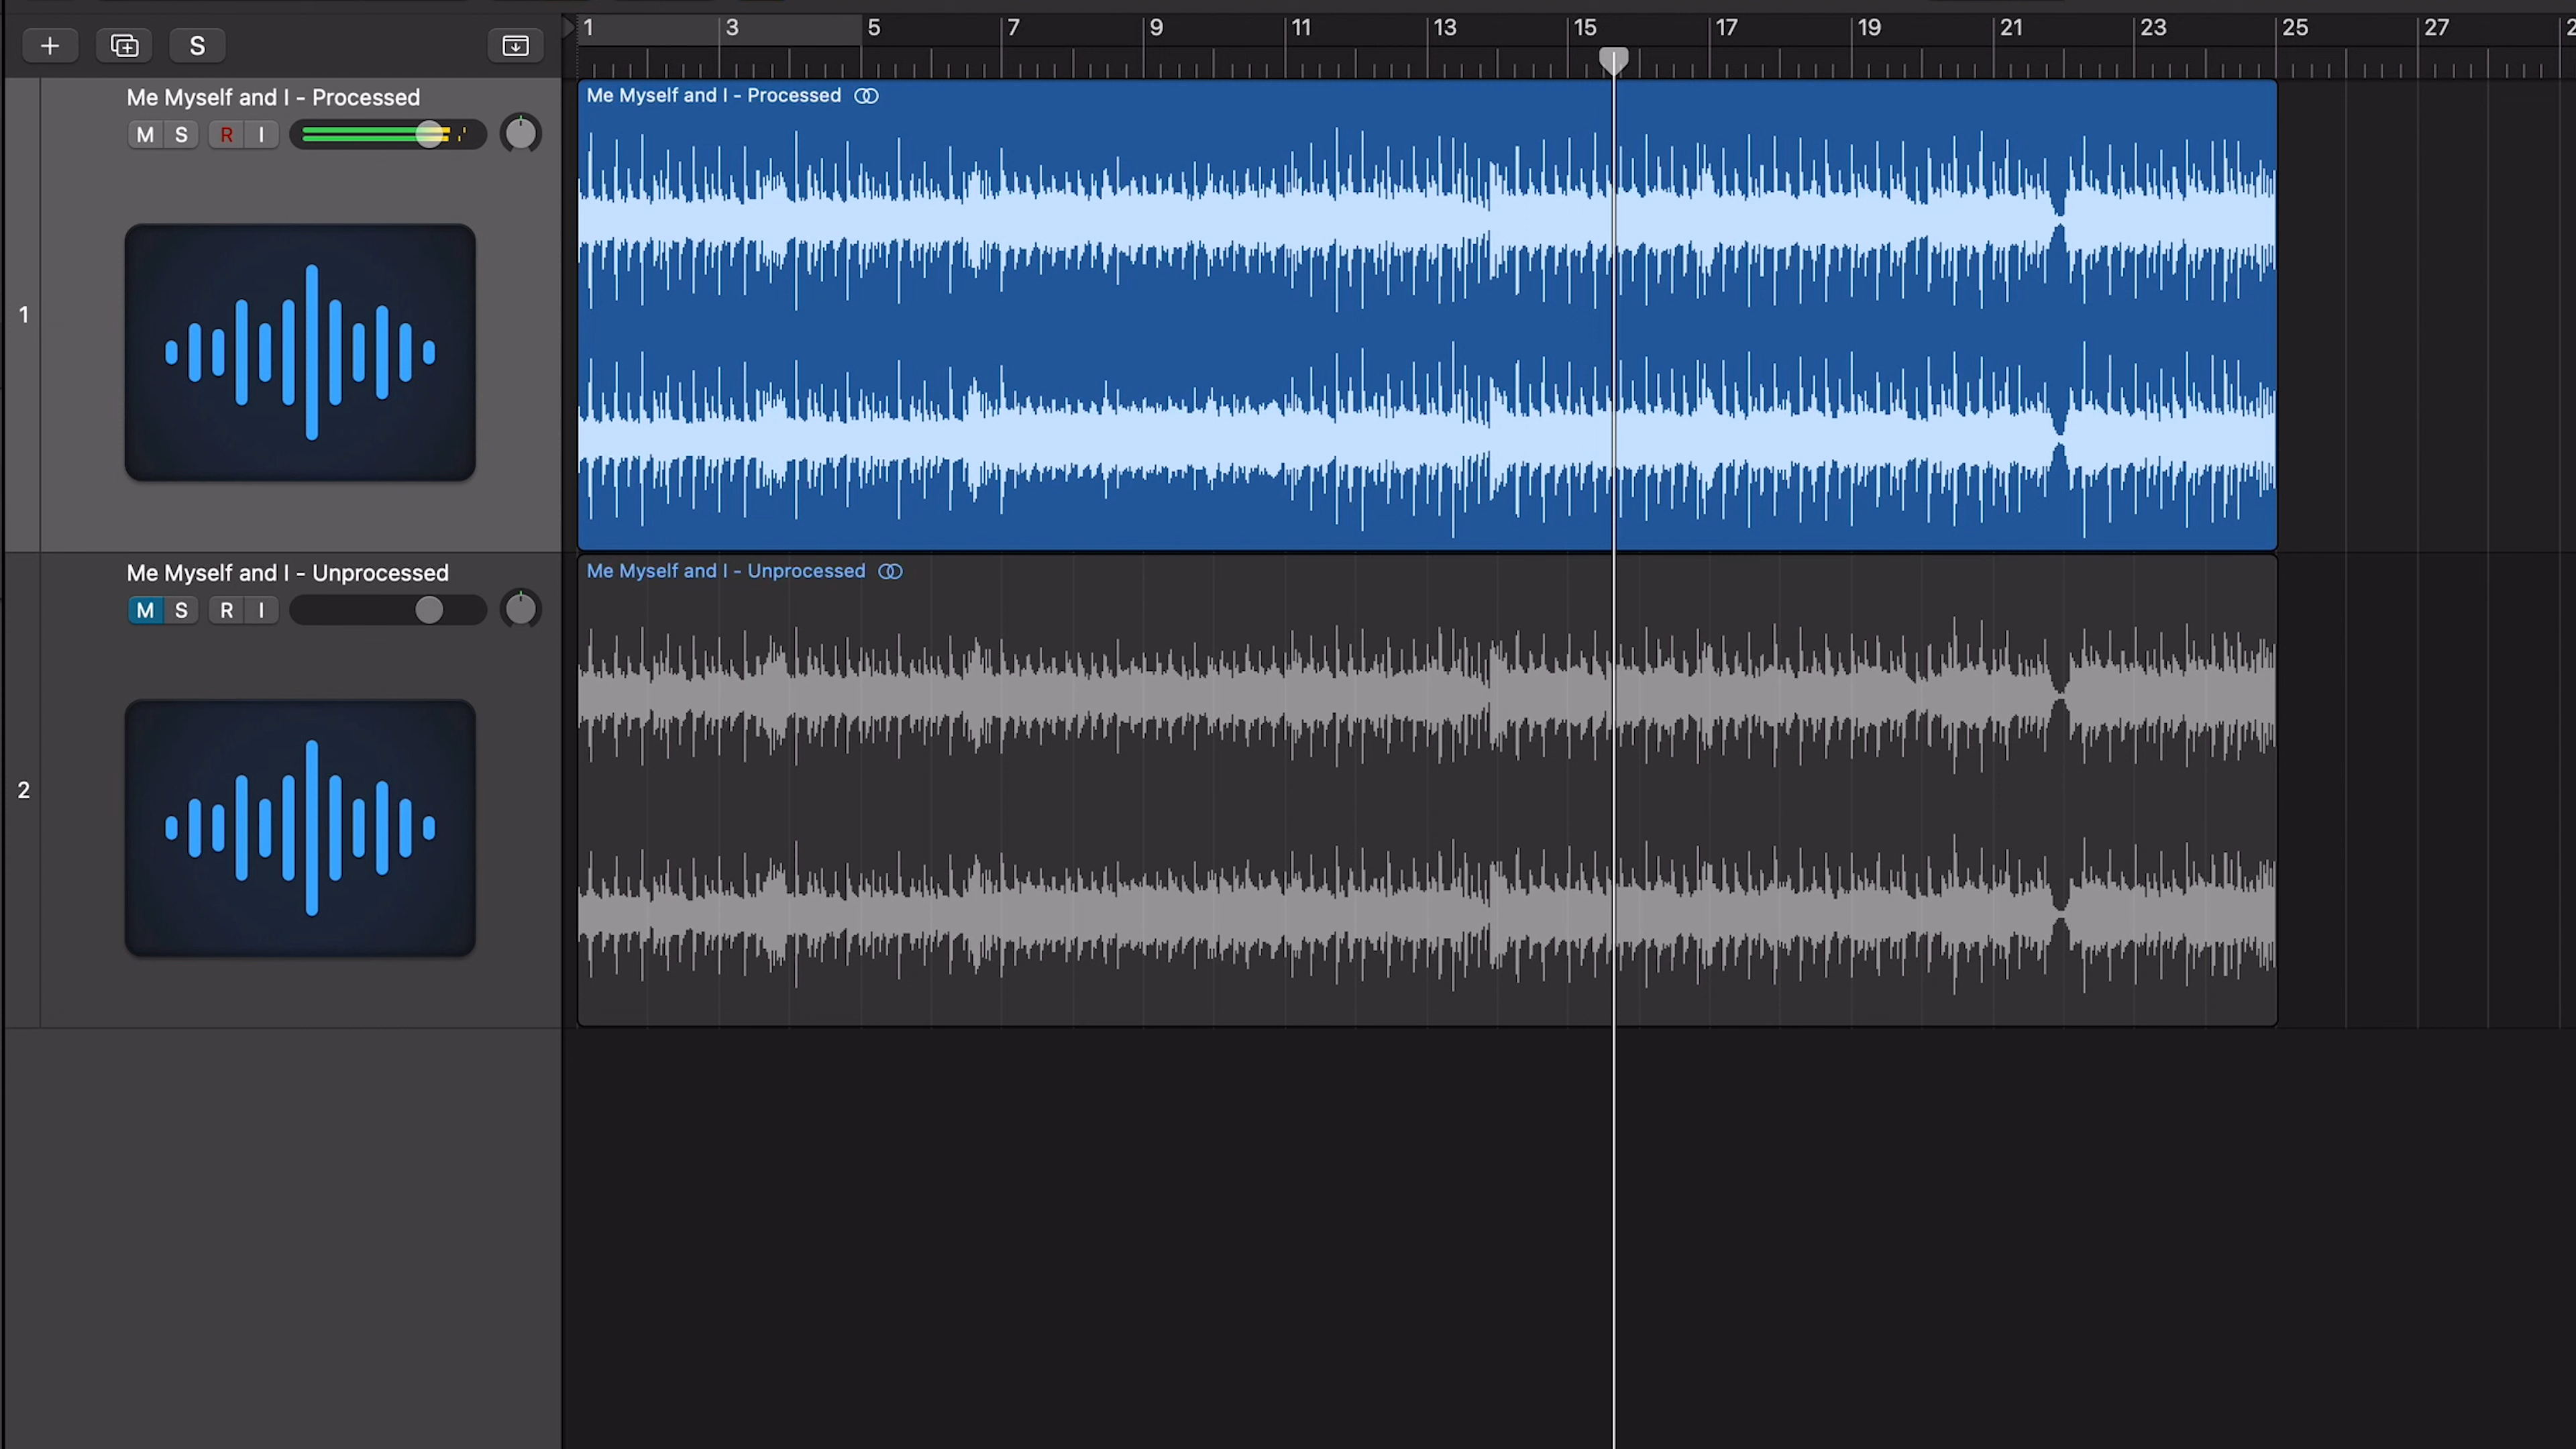 S
1 3 5 7 9 11 13 15 17 19 21 23 25 27 2
Me Myself and I - Processed
M S R I
Me Myself and I - Processed
1
Me Myself and I - Unprocessed
M S R I
Me Myself and I - Unprocessed
2